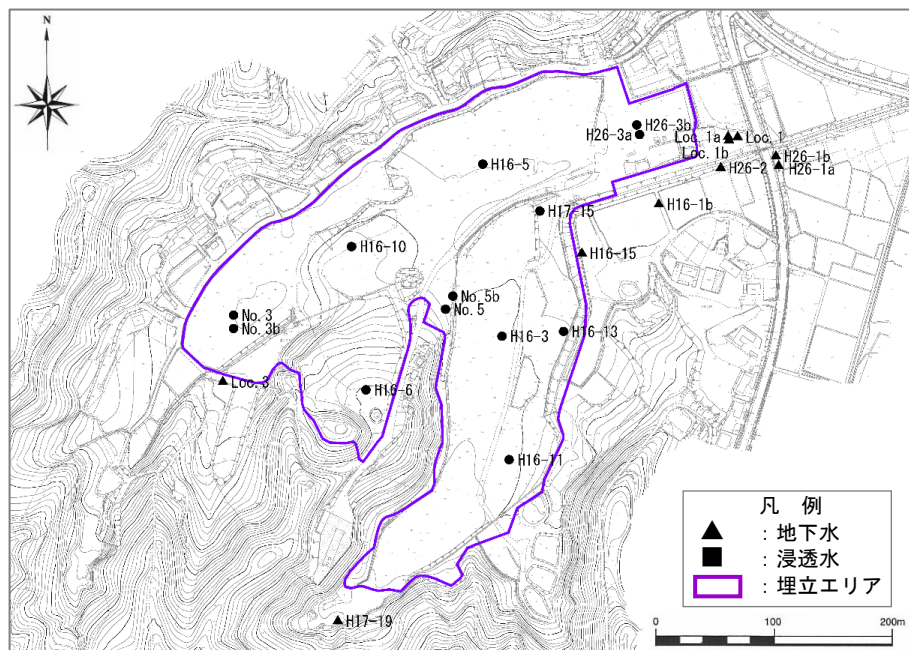 N
H26-3b
H26-3a
Loc. 1a
Loc. 1
Loc. 1b
H26-1b
H26-2
H26-1a
H16-5
H16-1b
H17-15
H16-10
H16-15
No. 5b
No. 5
No. 3
No. 3b
H16-3
H16-13
Loc. 3
H16-6
H16-11
H17-19
凡 例
：地下水
：浸透水
：埋立エリア
0 100 200m